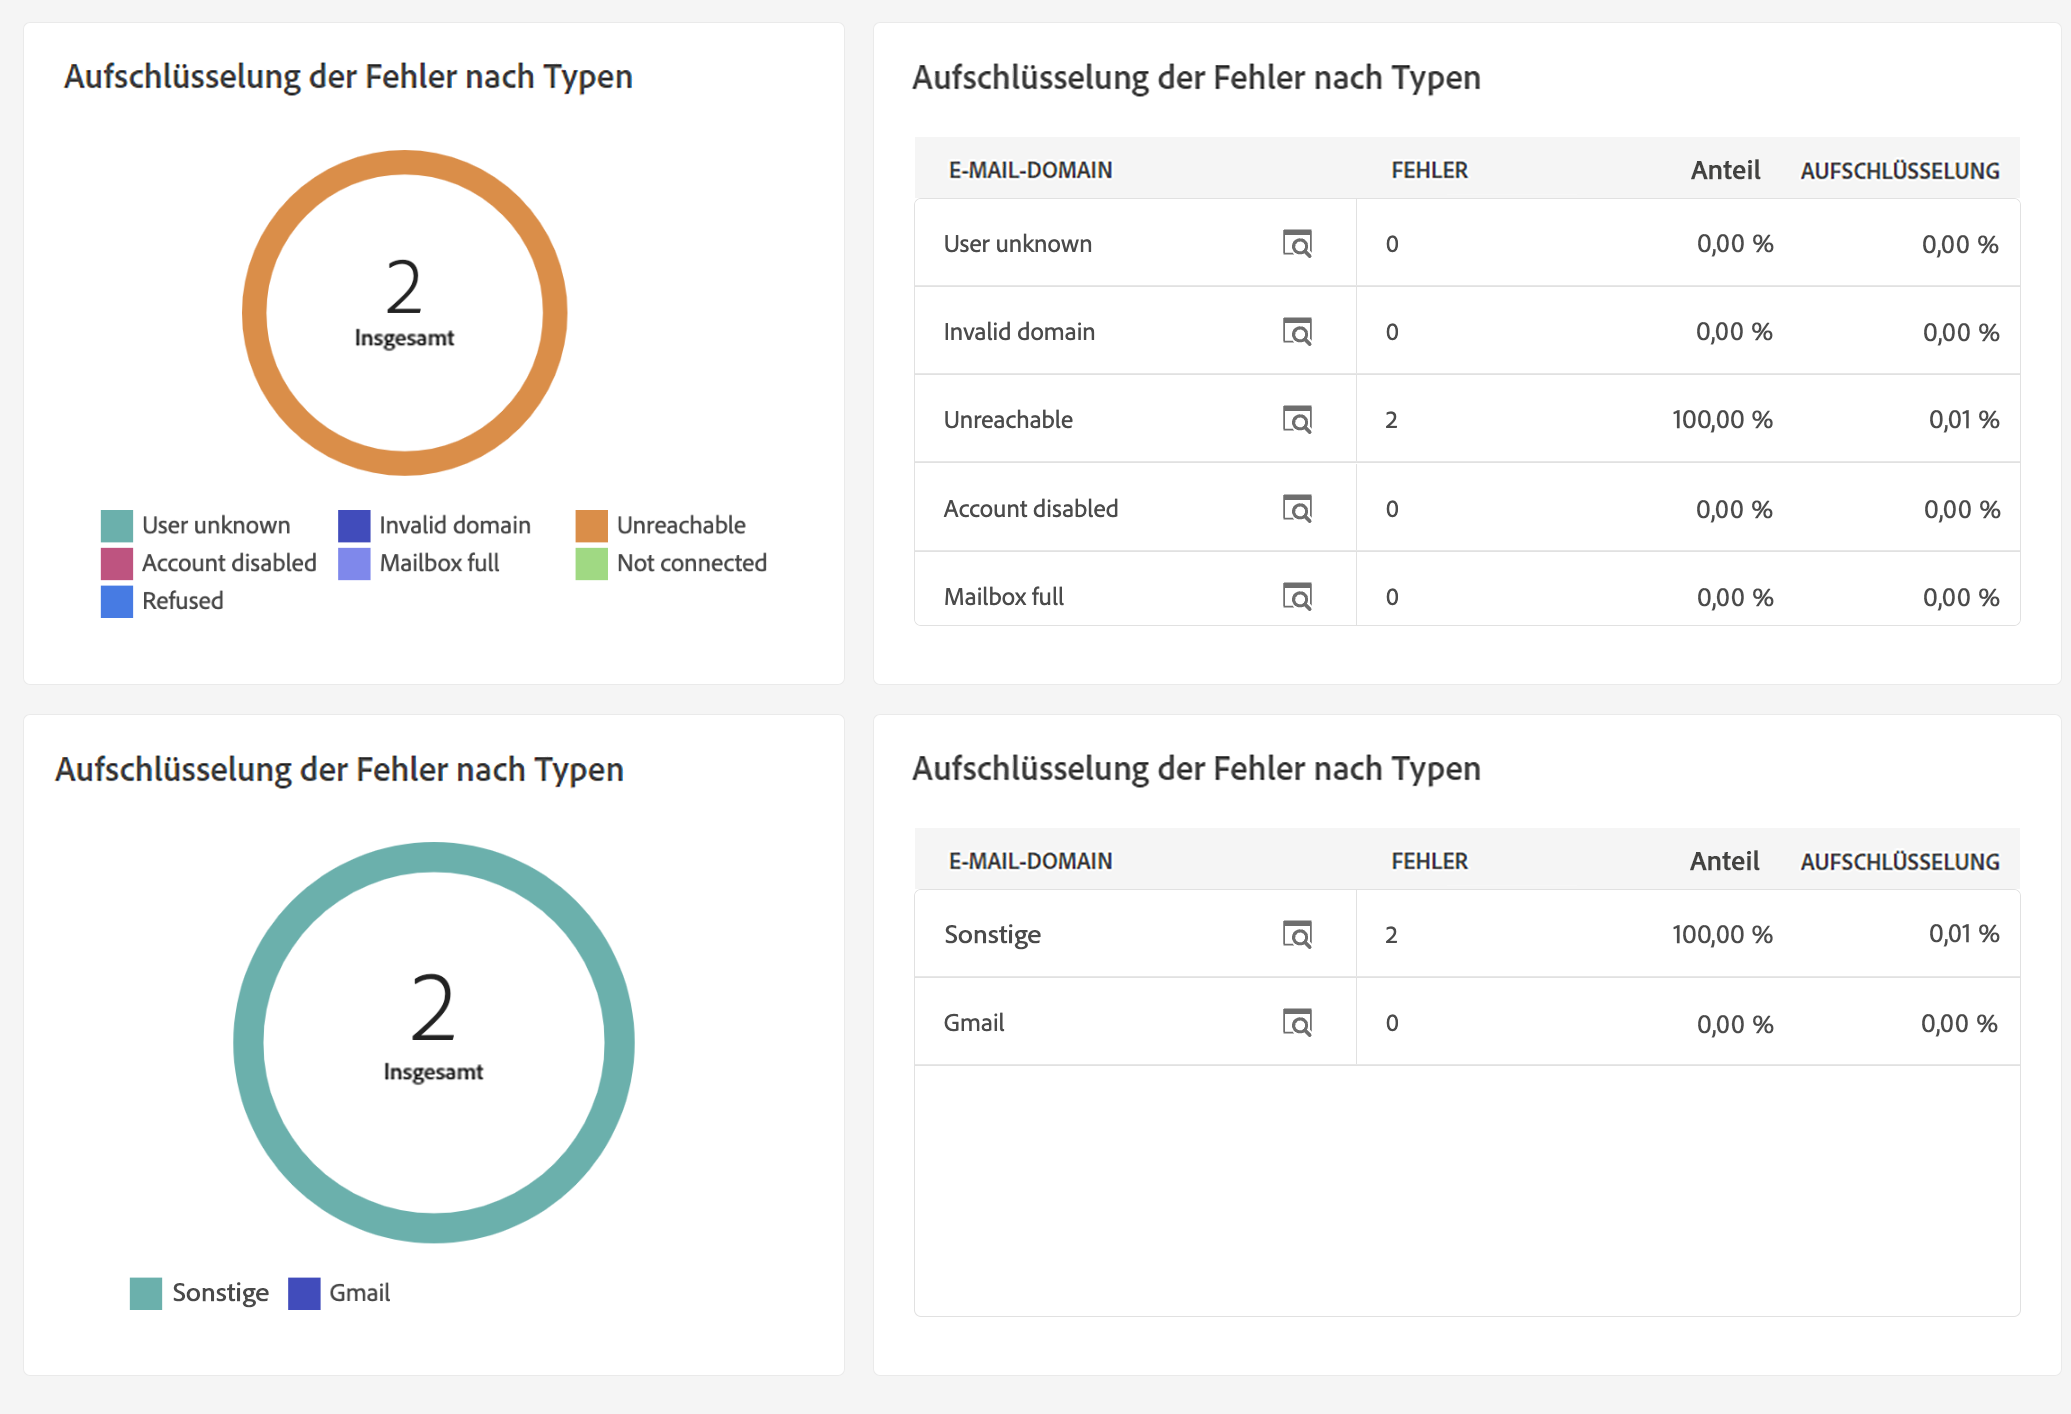 Aufschlüsselung der Fehler nach Typen
2
Insgesamt
User unknown Invalid domain Unreachable
Account disabled Mailbox full Not connected
Refused
Aufschlüsselung der Fehler nach Typen
E-MAIL-DOMAIN FEHLER Anteil AUFSCHLÜSSELUNG
User unknown 0 0,00 % 0,00 %
Invalid domain 0 0,00 % 0,00 %
Unreachable 2 100,00 % 0,01 %
Account disabled 0 0,00 % 0,00 %
Mailbox full 0 0,00 % 0,00 %
Aufschlüsselung der Fehler nach Typen
2
Insgesamt
Sonstige Gmail
Aufschlüsselung der Fehler nach Typen
E-MAIL-DOMAIN FEHLER Anteil AUFSCHLÜSSELUNG
Sonstige 2 100,00 % 0,01 %
Gmail 0 0,00 % 0,00 %